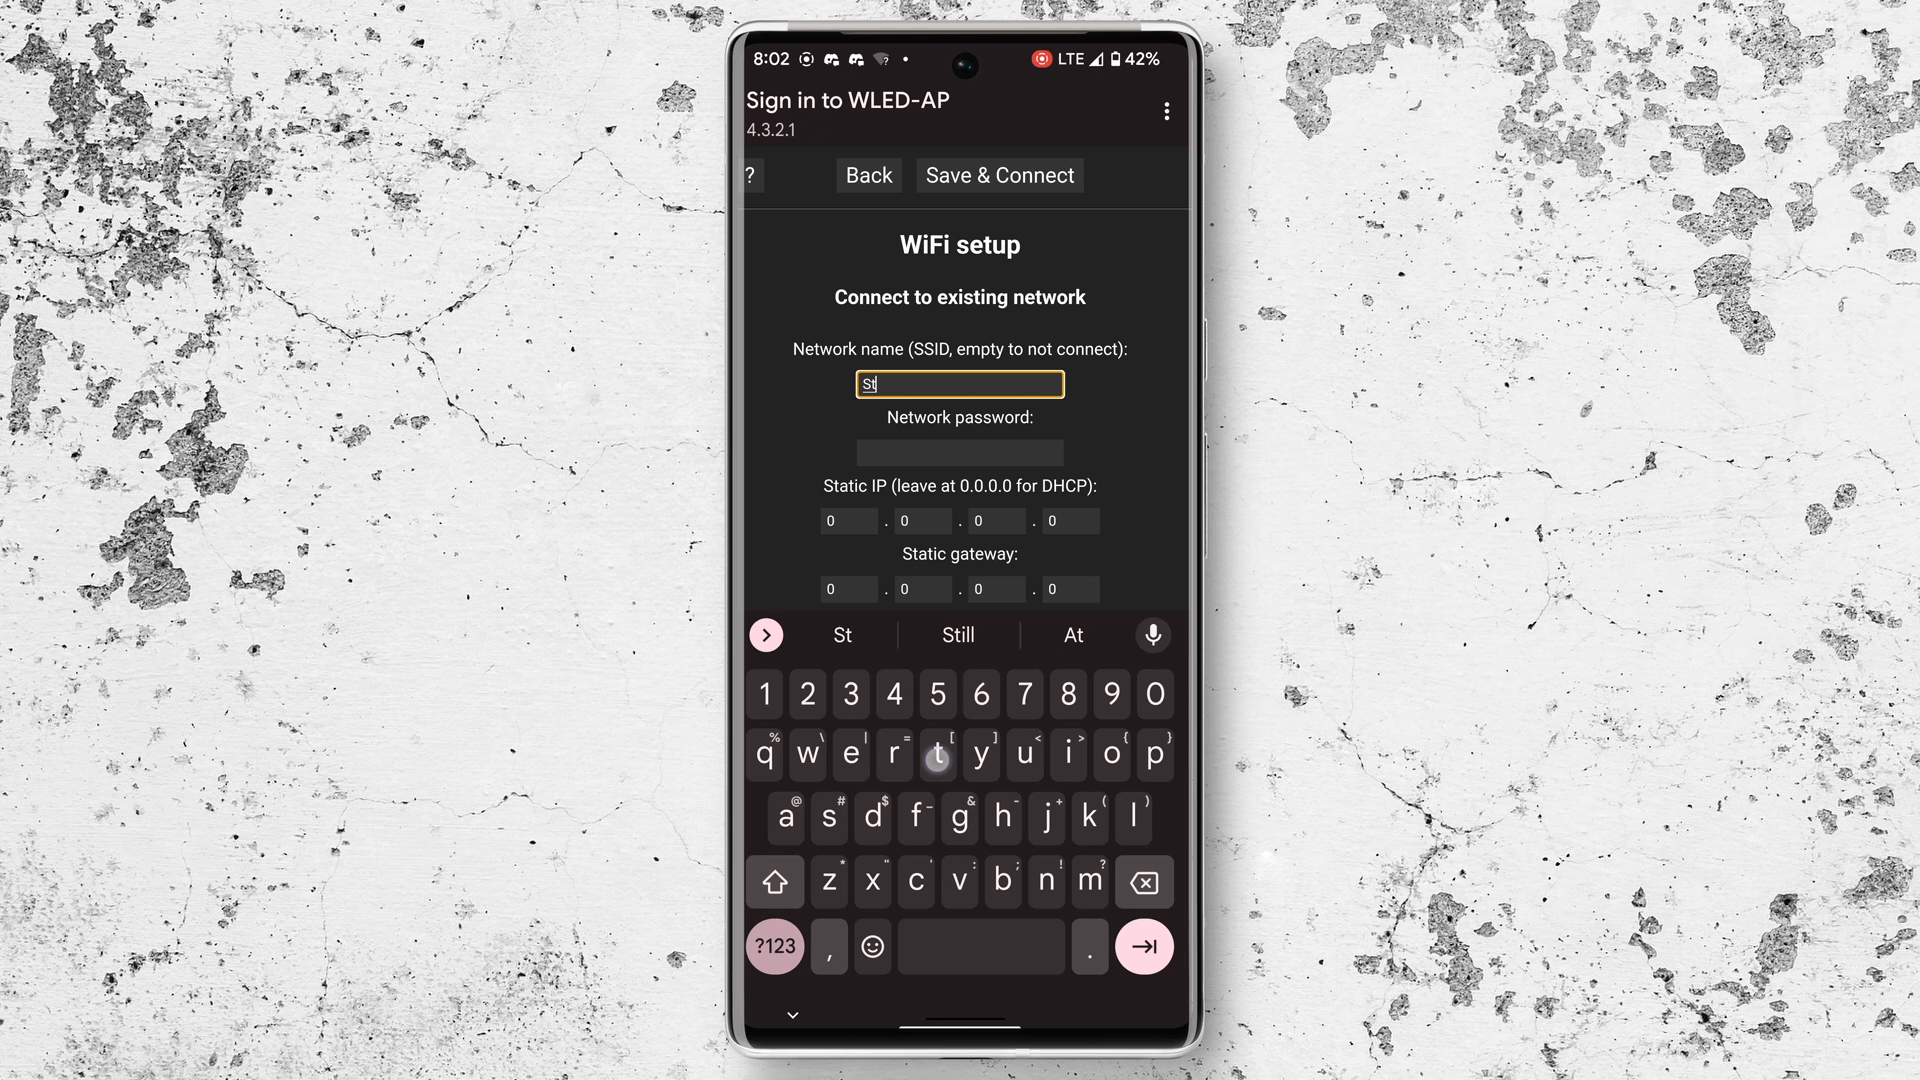 8:02 LTE 42%
Sign in to WLED-AP
4.3.2.1
? Back Save & Connect
WiFi setup
Connect to existing network
Network name (SSID, empty to not connect):
St
Network password:
Static IP (leave at 0.0.0.0 for DHCP):
0 . 0 . 0 . 0
Static gateway:
0 . 0 . 0 . 0
St Still At
1 2 3 4 5 6 7 8 9 0
% \ | = [ ] < > { }
q w e r t y u i o p
@ # $ _ & - + ( )
a s d f g h j k l
* " ' : ; ! ?
z x c v b n m
?123 , .